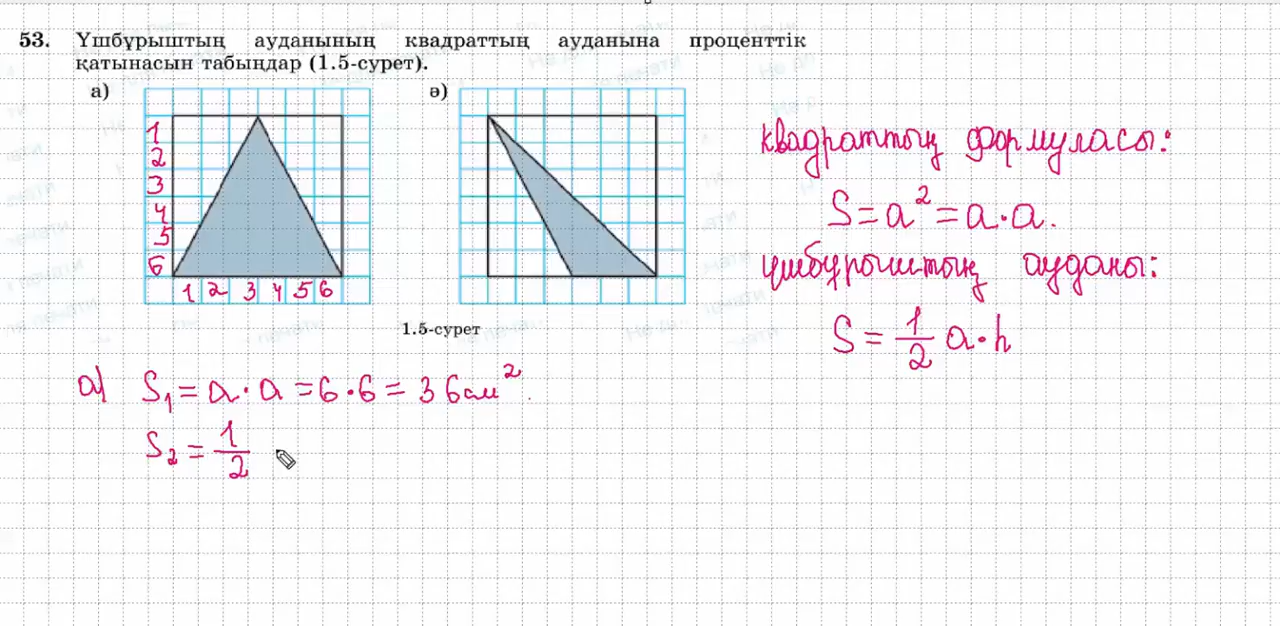 53. Үшбұрыштың ауданының квадраттың ауданына проценттік
қатынасын табыңдар (1.5-сурет).
а) ә)
1
2
3
4
5
6
1 2 3 4 5 6
1.5-сурет
квадраттың формуласы:
S = a² = a · a.
үшбұрыштың ауданы:
S = 1/2 a · h
а) S₁ = a · a = 6 · 6 = 36 см².
S₂ = 1/2